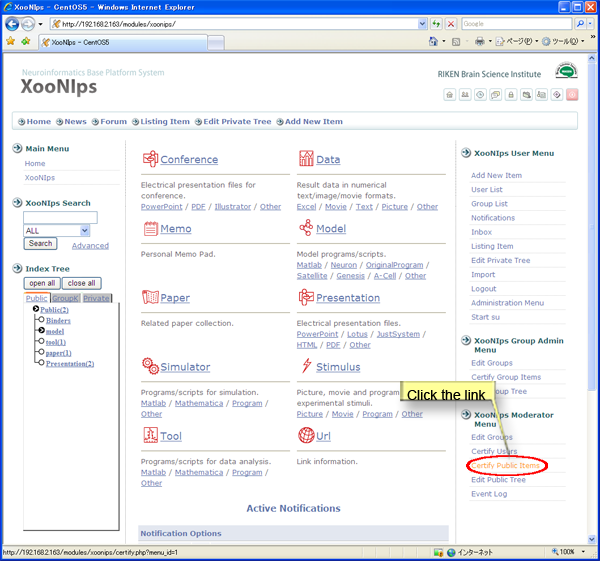 XooNIps - CentOS5 - Windows Internet Explorer
http://192.168.2.163/modules/xoonips/
Google
XooNIps - CentOS5
ページ(P)
ツール(O)
Neuroinformatics Base Platform System
XooNIps
RIKEN Brain Science Institute
Home News Forum Listing Item Edit Private Tree Add New Item
Main Menu
Home
XooNIps
XooNIps Search
ALL
Search Advanced
Index Tree
open all close all
Public GroupK Private
Public(2)
Binders
model
tool(1)
paper(1)
Presentation(2)
Conference
Electrical presentation files for
conference.
PowerPoint / PDF / Illustrator / Other
Data
Result data in numerical
text/image/movie formats.
Excel / Movie / Text / Picture / Other
Memo
Personal Memo Pad.
Model
Model programs/scripts.
Matlab / Neuron / OriginalProgram /
Satellite / Genesis / A-Cell / Other
Paper
Related paper collection.
Presentation
Electrical presentation files.
PowerPoint / Lotus / JustSystem /
HTML / PDF / Other
Simulator
Programs/scripts for simulation.
Matlab / Mathematica / Program /
Other
Stimulus
Picture, movie and program
experimental stimuli.
Picture / Movie / Program / Other
Tool
Programs/scripts for data analysis.
Matlab / Mathematica / Program /
Other
Url
Link information.
Active Notifications
Notification Options
XooNIps User Menu
Add New Item
User List
Group List
Notifications
Inbox
Listing Item
Edit Private Tree
Import
Logout
Administration Menu
Start su
XooNIps Group Admin
Menu
Edit Groups
Certify Group Items
up Tree
Click the link
XooNIps Moderator
Menu
Edit Groups
Certify Users
Certify Public Items
Edit Public Tree
Event Log
http://192.168.2.163/modules/xoonips/certify.php?menu_id=1
インターネット
100%